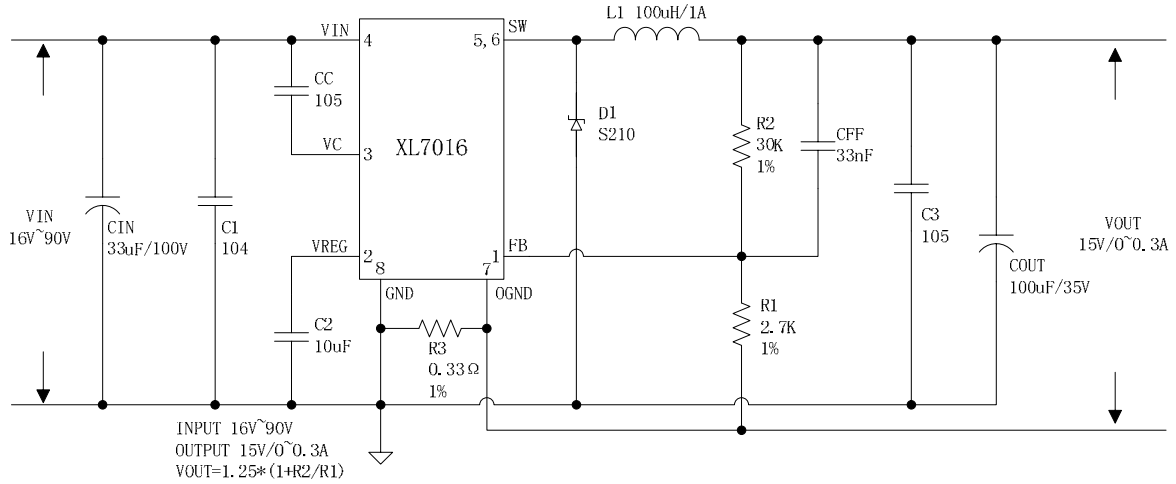 L1 100uH/1A
VIN
4
SW
5,6
CC
105
VC
3
XL7016
D1
S210
R2
30K
1%
CFF
33nF
VIN
16V~90V
CIN
33uF/100V
C1
104
VREG
2
8
GND
FB
1
7
OGND
C3
105
COUT
100uF/35V
VOUT
15V/0~0.3A
C2
10uF
R3
0.33Ω
1%
R1
2.7K
1%
INPUT 16V~90V
OUTPUT 15V/0~0.3A
VOUT=1.25*(1+R2/R1)